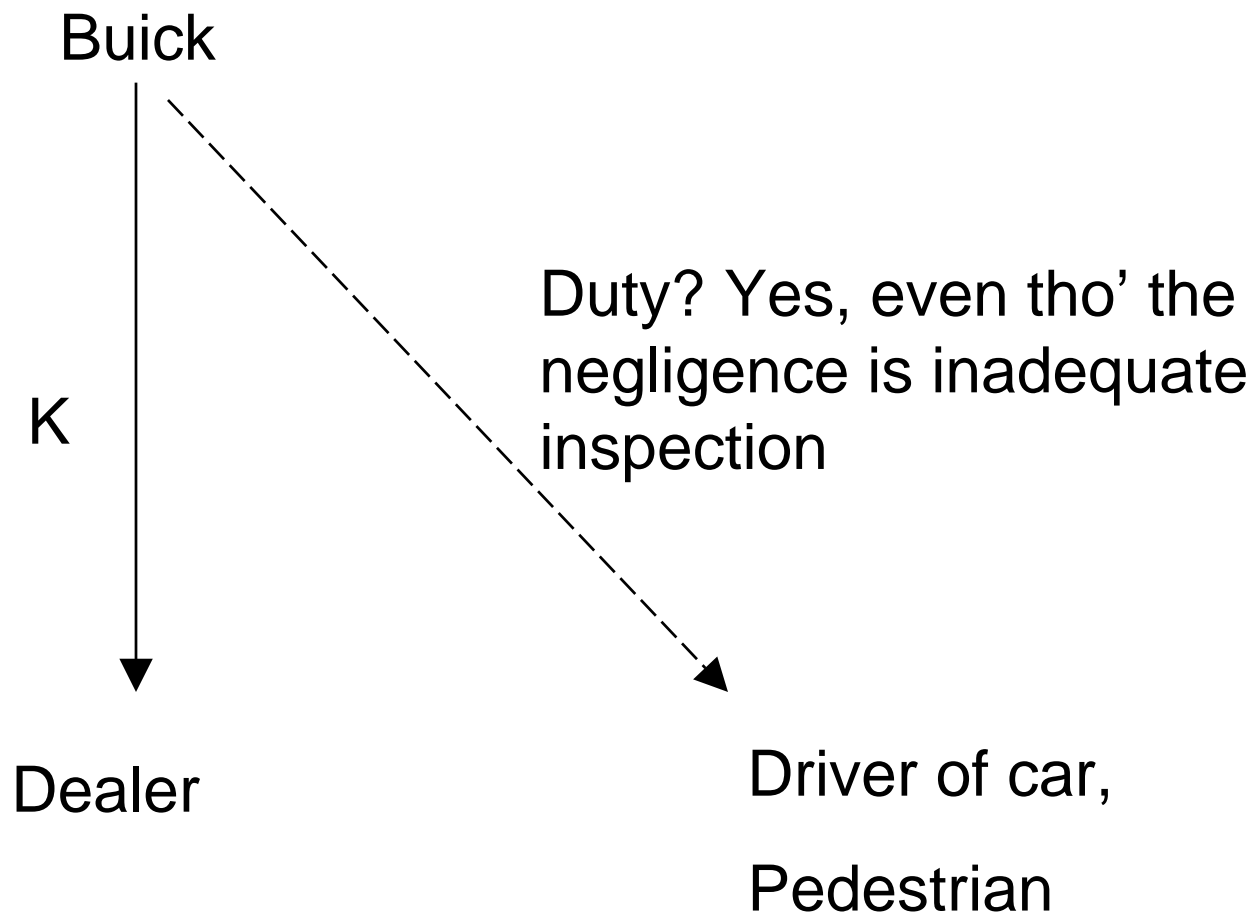 Buick
Duty? Yes, even tho’ the
negligence is inadequate
inspection
K
Dealer
Driver of car,
Pedestrian